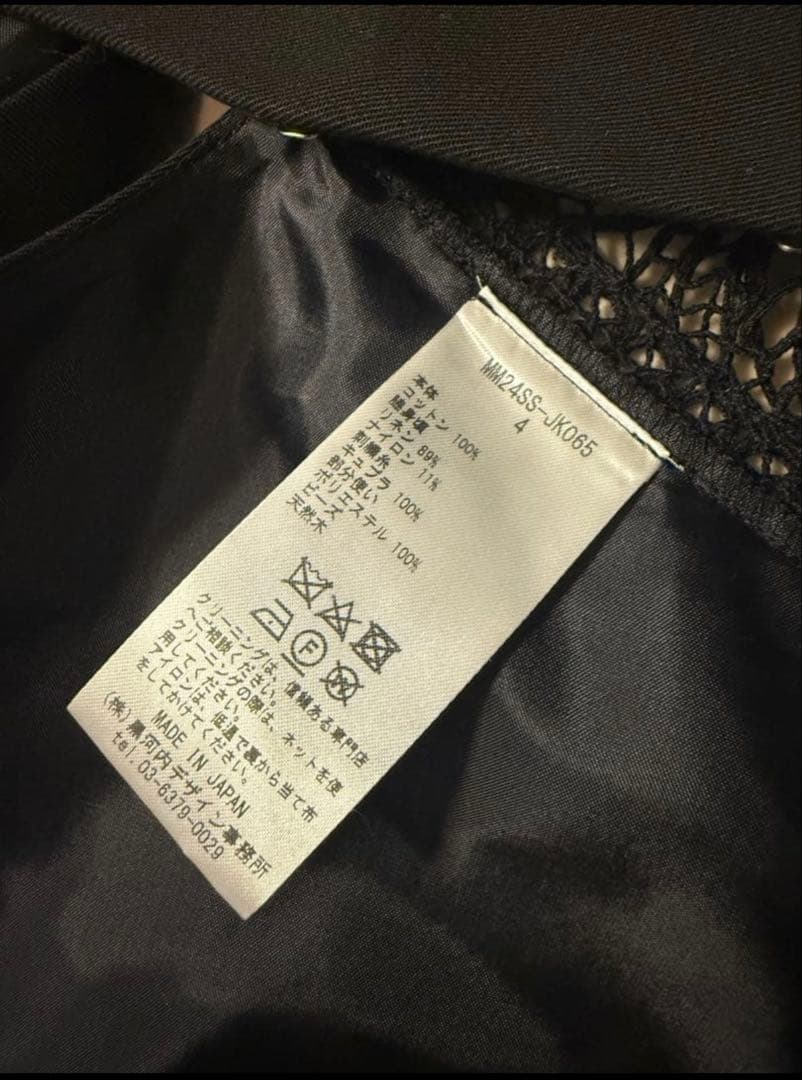 MM24SS-JK065
4
本体
コットン 100%
総身頃
リネン 89%
ナイロン 11%
刺繍糸
キュプラ 100%
部分使い
ポリエステル 100%
ビーズ
天然木
F
W
クリーニングは、信頼ある専門店
へご相談ください。
クリーニングの際は、ネットを使
用してください。
アイロンは、低温で裏から当て布
をしてかけてください。
MADE IN JAPAN
(株)黒河内デザイン事務所
tel.03-6379-0029